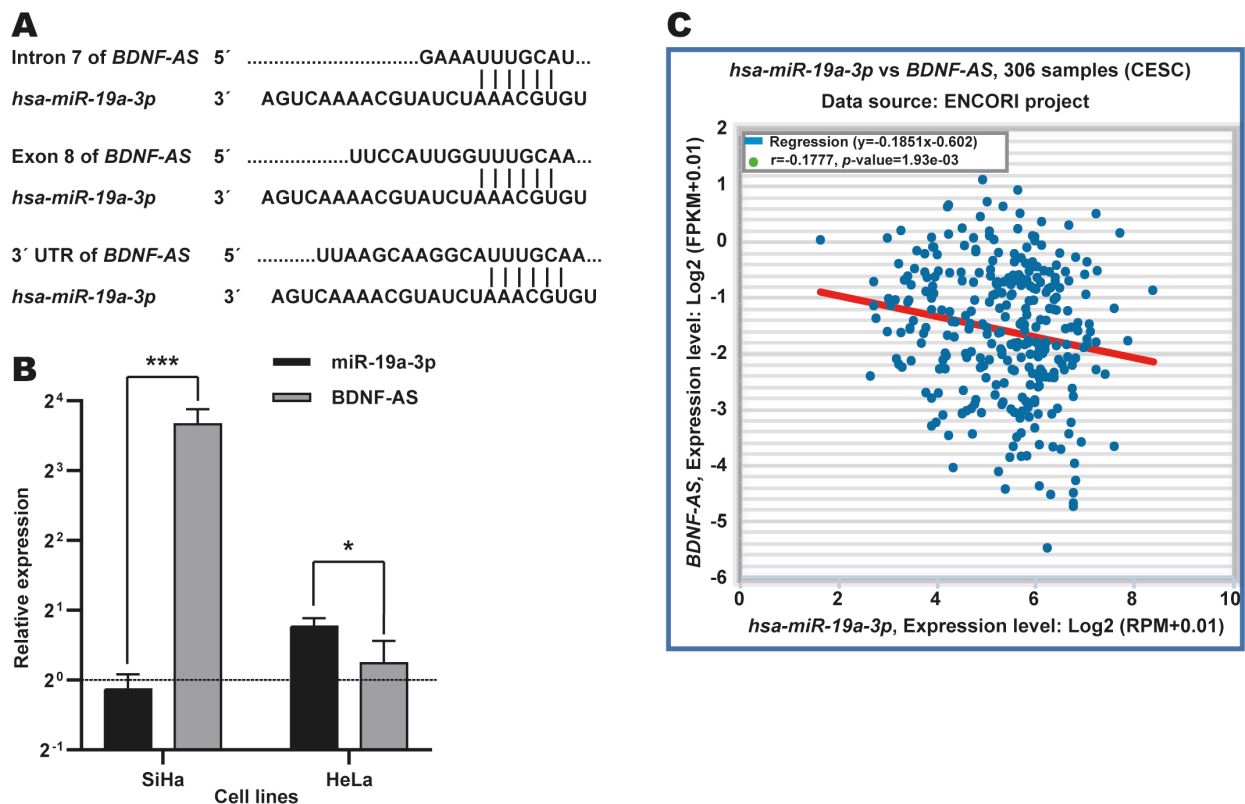 A
Intron 7 of BDNF-AS 5´ ................................GAAAUUUGCAU...
hsa-miR-19a-3p 3´ AGUCAAAACGUAUCUAAACGUGU
Exon 8 of BDNF-AS 5´ ...................UUCCAUUGGUUUGCAA...
hsa-miR-19a-3p 3´ AGUCAAAACGUAUCUAAACGUGU
3´ UTR of BDNF-AS 5´ ...........UUAAGCAAGGCAUUUGCAA...
hsa-miR-19a-3p 3´ AGUCAAAACGUAUCUAAACGUGU
B
miR-19a-3p
BDNF-AS
***
*
Relative expression
2⁴
2³
2²
2¹
2⁰
2⁻¹
SiHa HeLa
Cell lines
C
hsa-miR-19a-3p vs BDNF-AS, 306 samples (CESC)
Data source: ENCORI project
Regression (y=-0.1851x-0.602)
r=-0.1777, p-value=1.93e-03
BDNF-AS, Expression level: Log2 (FPKM+0.01)
2
1
0
-1
-2
-3
-4
-5
-6
0 2 4 6 8 10
hsa-miR-19a-3p, Expression level: Log2 (RPM+0.01)